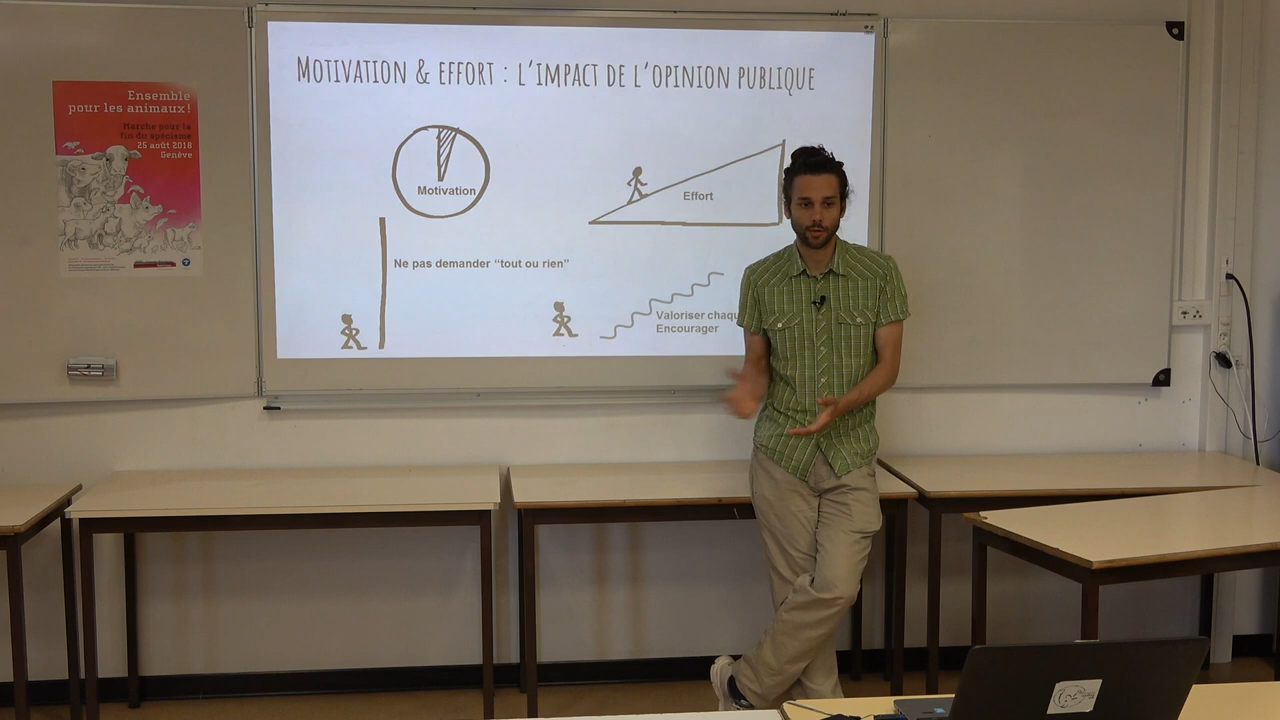 MOTIVATION & EFFORT : L'IMPACT DE L'OPINION PUBLIQUE
Ensemble
pour les animaux!
Marche pour la
fin du spécisme
25 août 2018
Genève
Motivation
Effort
Ne pas demander “tout ou rien”
Valoriser chaqu
Encourager